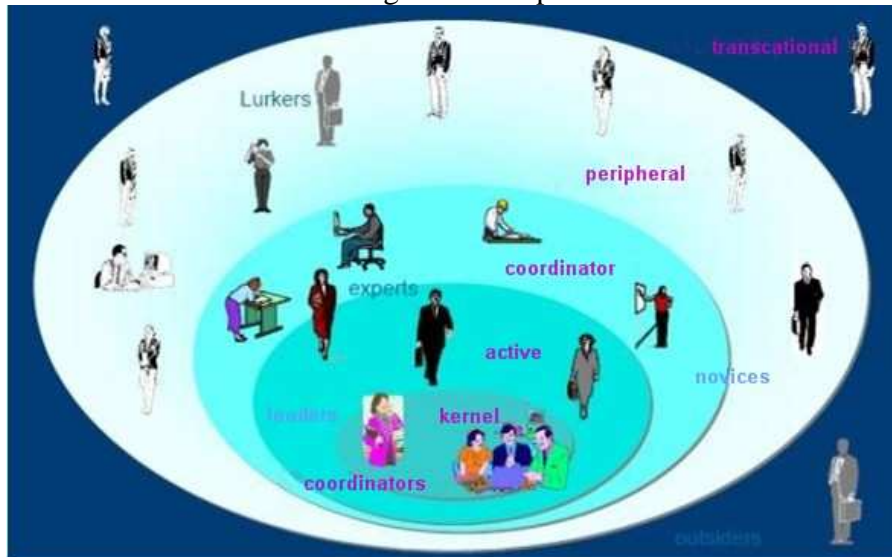 transcational
Lurkers
peripheral
coordinator
experts
active
novices
leaders
kernel
coordinators
outsiders